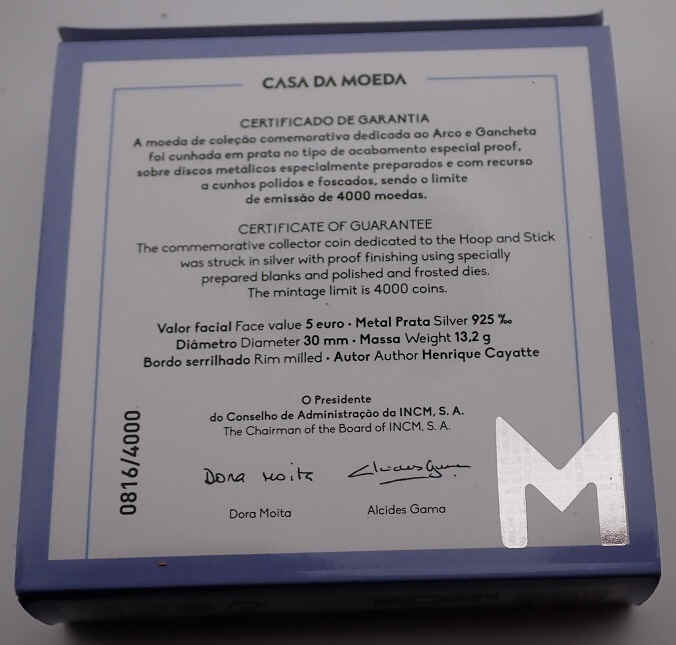 CASA DA MOEDA
CERTIFICADO DE GARANTIA
A moeda de coleção comemorativa dedicada ao Arco e Gancheta
foi cunhada em prata no tipo de acabamento especial proof,
sobre discos metálicos especialmente preparados e com recurso
a cunhos polidos e foscados, sendo o limite
de emissão de 4000 moedas.
CERTIFICATE OF GUARANTEE
The commemorative collector coin dedicated to the Hoop and Stick
was struck in silver with proof finishing using specially
prepared blanks and polished and frosted dies.
The mintage limit is 4000 coins.
Valor facial Face value 5 euro • Metal Prata Silver 925 ‰
Diâmetro Diameter 30 mm • Massa Weight 13,2 g
Bordo serrilhado Rim milled • Autor Author Henrique Cayatte
O Presidente
do Conselho de Administração da INCM, S. A.
The Chairman of the Board of INCM, S. A.
0816/4000
Dora Moita
Alcides Gama
Dora Moita
Alcides Gama
M